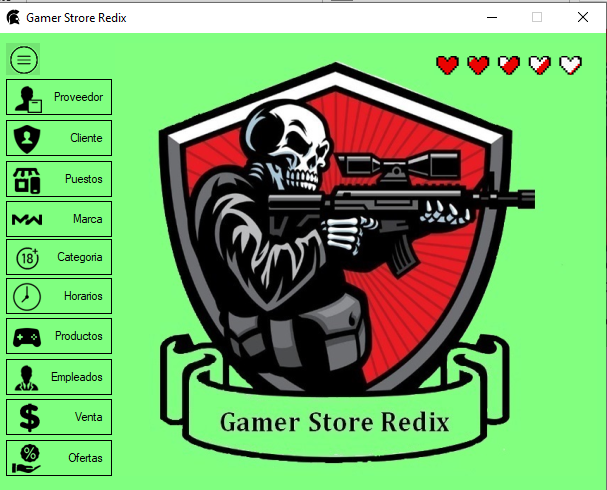 Gamer Strore Redix
Proveedor
Cliente
Puestos
Marca
18+
Categoria
Horarios
Productos
Empleados
$
Venta
%
Ofertas
Gamer Store Redix